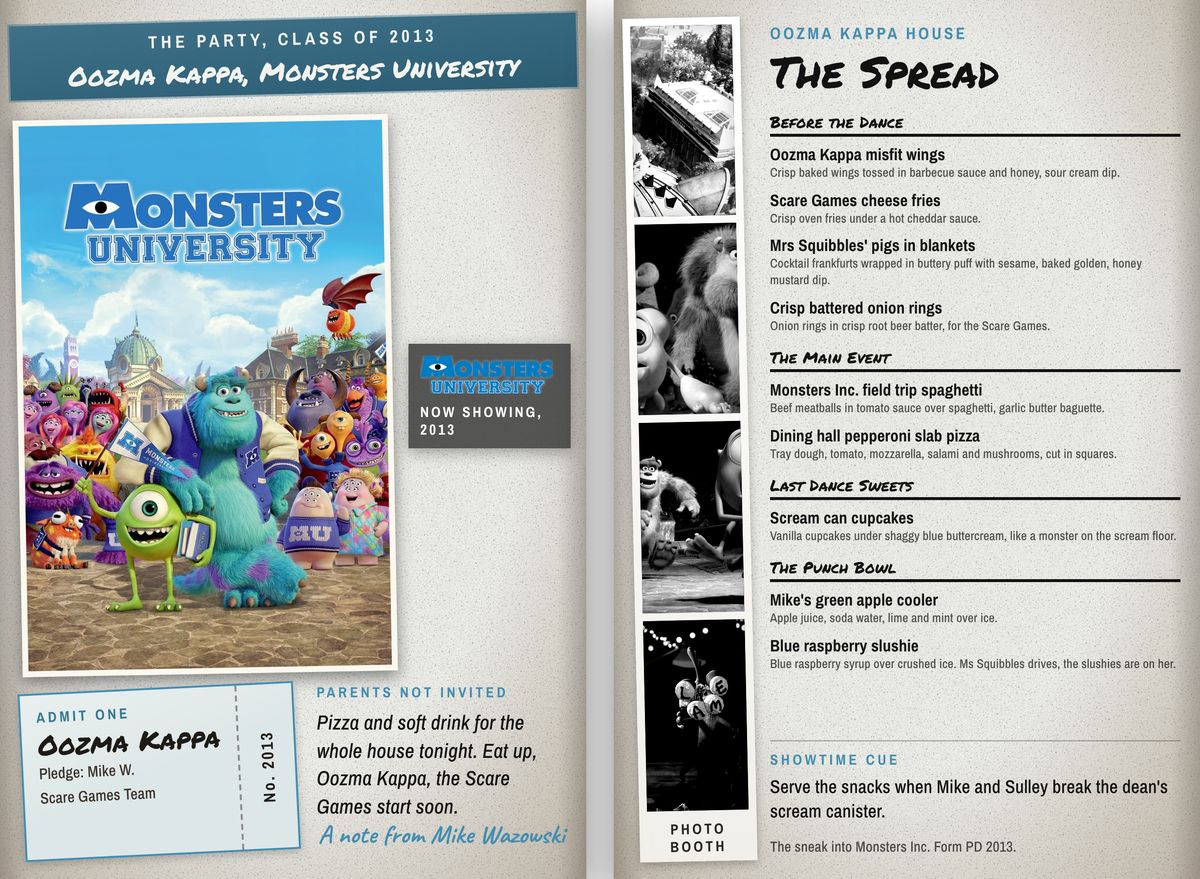 THE PARTY, CLASS OF 2013
Oozma Kappa, Monsters University
MONSTERS
UNIVERSITY
MU
MONSTERS
UNIVERSITY
NOW SHOWING,
2013
ADMIT ONE
Oozma Kappa
Pledge: Mike W.
Scare Games Team
No. 2013
PARENTS NOT INVITED
Pizza and soft drink for the
whole house tonight. Eat up,
Oozma Kappa, the Scare
Games start soon.
A note from Mike Wazowski
PHOTO
BOOTH
OOZMA KAPPA HOUSE
The Spread
Before the Dance
Oozma Kappa misfit wings
Crisp baked wings tossed in barbecue sauce and honey, sour cream dip.
Scare Games cheese fries
Crisp oven fries under a hot cheddar sauce.
Mrs Squibbles' pigs in blankets
Cocktail frankfurts wrapped in buttery puff with sesame, baked golden, honey
mustard dip.
Crisp battered onion rings
Onion rings in crisp root beer batter, for the Scare Games.
The Main Event
Monsters Inc. field trip spaghetti
Beef meatballs in tomato sauce over spaghetti, garlic butter baguette.
Dining hall pepperoni slab pizza
Tray dough, tomato, mozzarella, salami and mushrooms, cut in squares.
Last Dance Sweets
Scream can cupcakes
Vanilla cupcakes under shaggy blue buttercream, like a monster on the scream floor.
The Punch Bowl
Mike's green apple cooler
Apple juice, soda water, lime and mint over ice.
Blue raspberry slushie
Blue raspberry syrup over crushed ice. Ms Squibbles drives, the slushies are on her.
SHOWTIME CUE
Serve the snacks when Mike and Sulley break the dean's
scream canister.
The sneak into Monsters Inc. Form PD 2013.